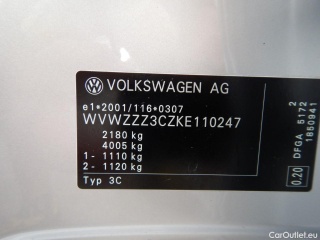 VOLKSWAGEN AG
e1*2001/116*0307
WVWZZZ3CZKE110247
2180 kg
4005 kg
1- 1110 kg
2- 1120 kg
Typ 3C
0.20
DFGA 5172 2
1850941
CarOutlet.eu